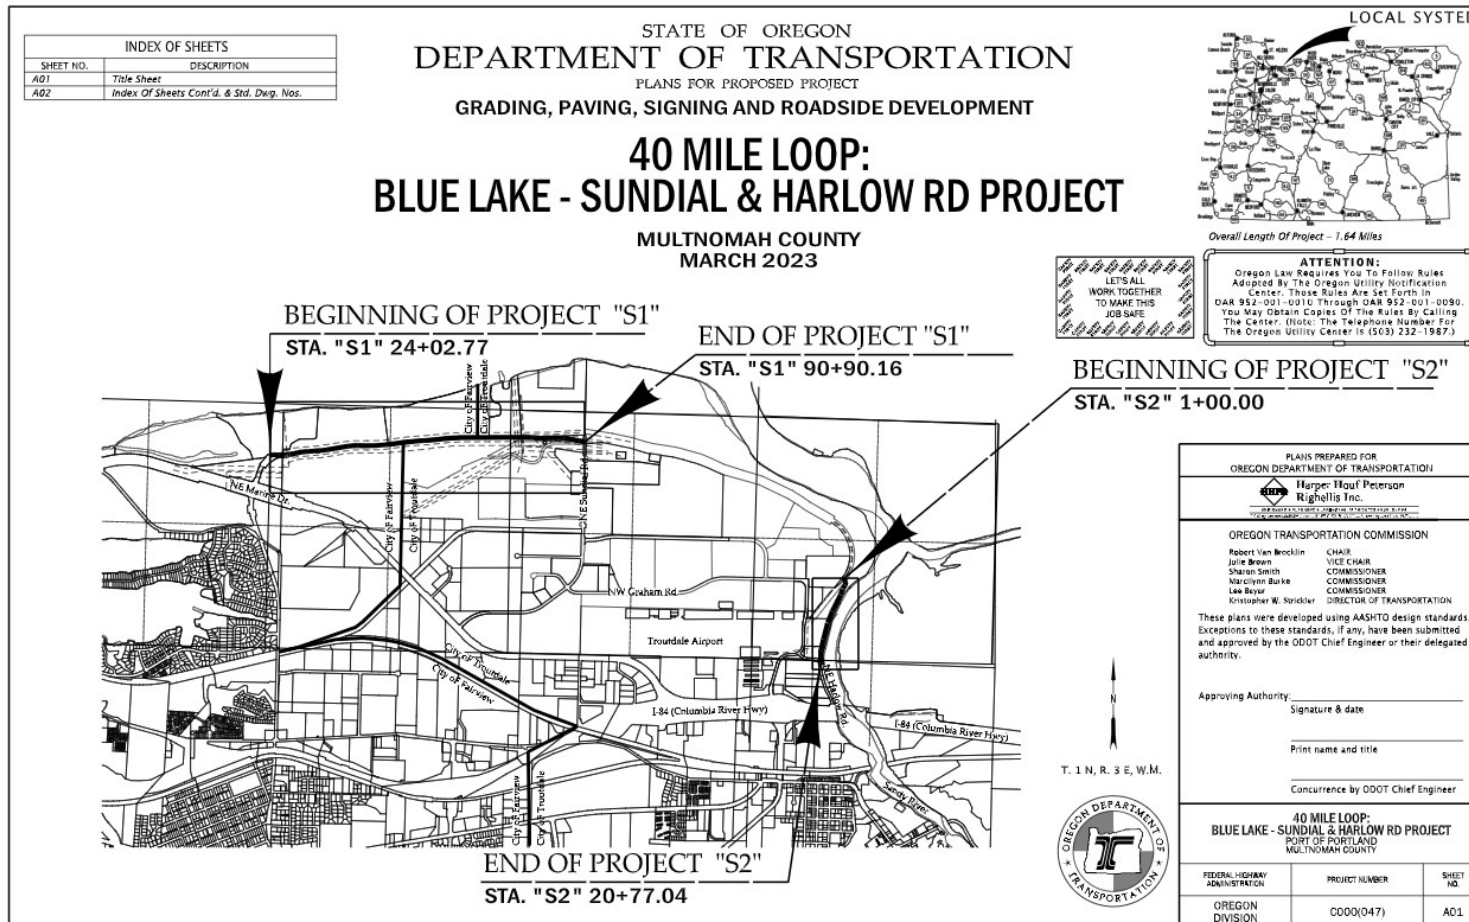 LOCAL SYSTEM
INDEX OF SHEETS
SHEET NO. DESCRIPTION
A01 Title Sheet
A02 Index Of Sheets Cont'd. & Std. Dwg. Nos.
STATE OF OREGON
DEPARTMENT OF TRANSPORTATION
PLANS FOR PROPOSED PROJECT
GRADING, PAVING, SIGNING AND ROADSIDE DEVELOPMENT
40 MILE LOOP:
BLUE LAKE - SUNDIAL & HARLOW RD PROJECT
MULTNOMAH COUNTY
MARCH 2023
Overall Length Of Project - 1.64 Miles
LET'S ALL
WORK TOGETHER
TO MAKE THIS
JOB SAFE
ATTENTION:
Oregon Law Requires You To Follow Rules
Adopted By The Oregon Utility Notification
Center. Those Rules Are Set Forth In
OAR 952-001-0010 Through OAR 952-001-0090.
You May Obtain Copies Of The Rules By Calling
The Center. (Note: The Telephone Number For
The Oregon Utility Center Is (503) 232-1987.)
BEGINNING OF PROJECT "S1"
STA. "S1" 24+02.77
END OF PROJECT "S1"
STA. "S1" 90+90.16
BEGINNING OF PROJECT "S2"
STA. "S2" 1+00.00
City of Fairview
City of Troutdale
NE Marine Dr.
City of Fairview
City of Troutdale
NE Sundial Rd
NW Graham Rd
Troutdale Airport
City of Troutdale
City of Fairview
NE Harlow Rd.
I-84 (Columbia River Hwy)
I-84 (Columbia River Hwy)
Sandy River
City of Fairview
City of Troutdale
END OF PROJECT "S2"
STA. "S2" 20+77.04
N
T. 1 N, R. 3 E, W.M.
OREGON DEPARTMENT OF TRANSPORTATION
PLANS PREPARED FOR
OREGON DEPARTMENT OF TRANSPORTATION
HHPR
Harper Houf Peterson
Righellis Inc.
OREGON TRANSPORTATION COMMISSION
Robert Van Brocklin CHAIR
Julie Brown VICE CHAIR
Sharon Smith COMMISSIONER
Marcilynn Burke COMMISSIONER
Lee Beyer COMMISSIONER
Kristopher W. Strickler DIRECTOR OF TRANSPORTATION
These plans were developed using AASHTO design standards.
Exceptions to these standards, if any, have been submitted
and approved by the ODOT Chief Engineer or their delegated
authority.
Approving Authority:
Signature & date
Print name and title
Concurrence by ODOT Chief Engineer
40 MILE LOOP:
BLUE LAKE - SUNDIAL & HARLOW RD PROJECT
PORT OF PORTLAND
MULTNOMAH COUNTY
FEDERAL HIGHWAY
ADMINISTRATION
PROJECT NUMBER
SHEET
NO.
OREGON
DIVISION
C000(047)
A01